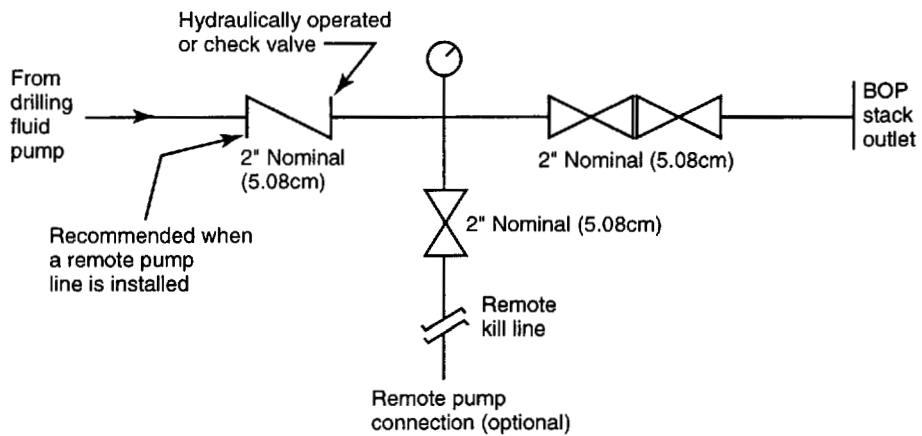 Hydraulically operated
or check valve
From
drilling
fluid
pump
2" Nominal
(5.08cm)
2" Nominal (5.08cm)
BOP
stack
outlet
Recommended when
a remote pump
line is installed
2" Nominal (5.08cm)
Remote
kill line
Remote pump
connection (optional)